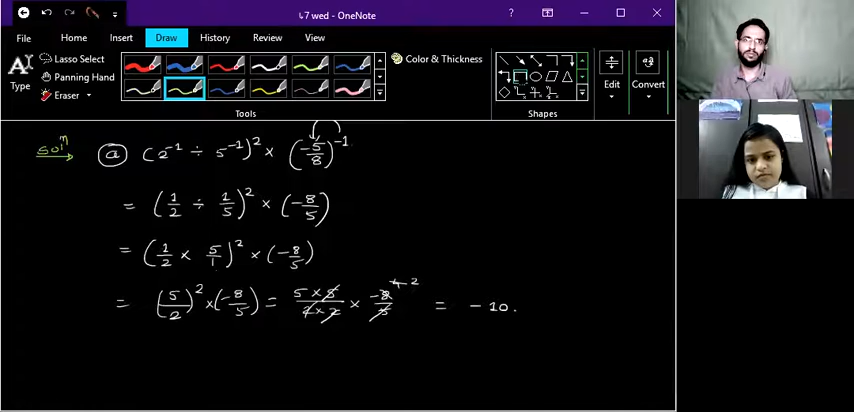 7 wed - OneNote
File Home Insert Draw History Review View
Type
Lasso Select
Panning Hand
Eraser
Color & Thickness
Edit
Convert
Tools
Shapes
Solⁿ (a) (2⁻¹ ÷ 5⁻¹)² × (-5/8)⁻¹
= (1/2 ÷ 1/5)² × (-8/5)
= (1/2 × 5/1)² × (-8/5)
= (5/2)² × (-8/5) = 5 × 5/2 × 2 × -8/5 4 2 = - 10.